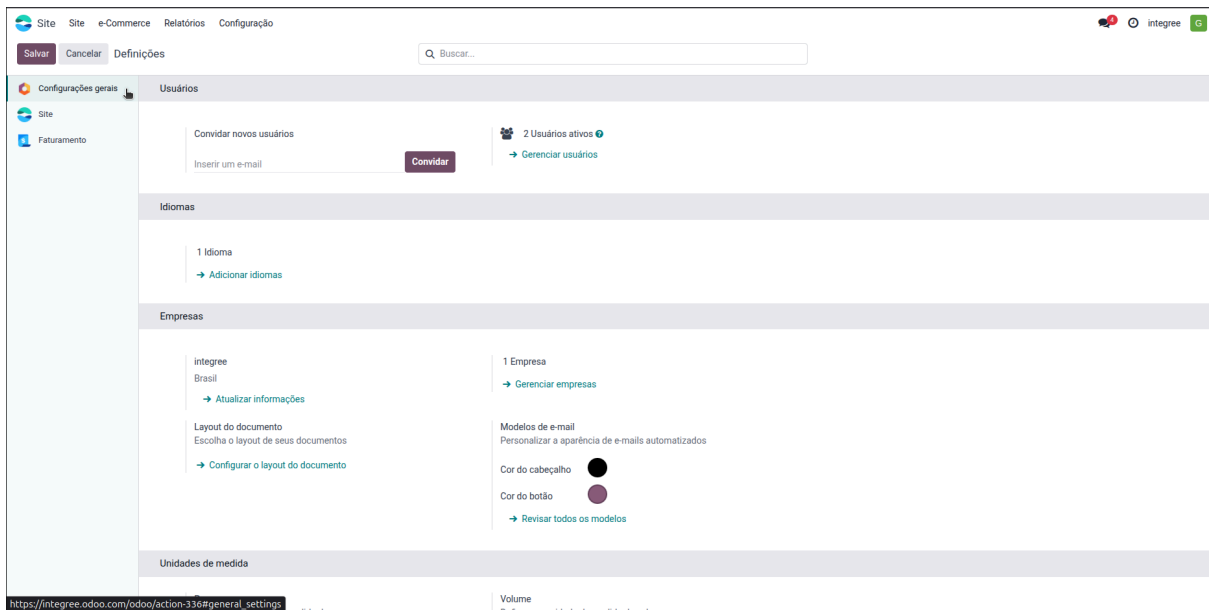 Site Site e-Commerce Relatórios Configuração 4 integree G
Salvar Cancelar Definições Buscar...
Configurações gerais
Site
Faturamento
Usuários
Convidar novos usuários
Inserir um e-mail Convidar
2 Usuários ativos ?
→ Gerenciar usuários
Idiomas
1 Idioma
→ Adicionar idiomas
Empresas
integree
Brasil
→ Atualizar informações
1 Empresa
→ Gerenciar empresas
Layout do documento
Escolha o layout de seus documentos
→ Configurar o layout do documento
Modelos de e-mail
Personalizar a aparência de e-mails automatizados
Cor do cabeçalho
Cor do botão
→ Revisar todos os modelos
Unidades de medida
Volume
https://integree.odoo.com/odoo/action-336#general_settings